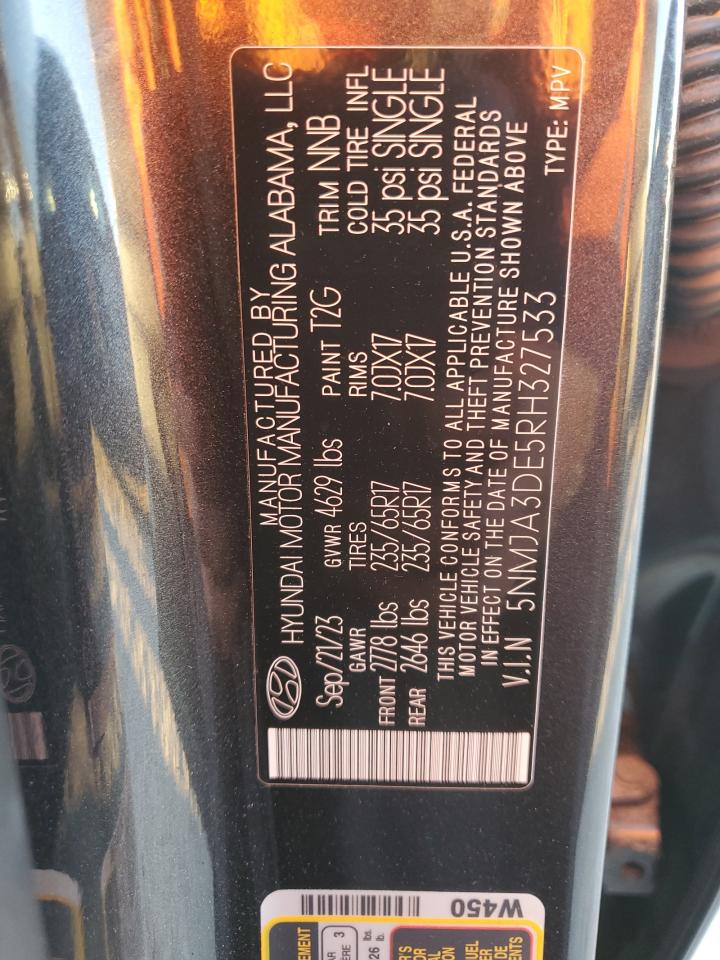 MANUFACTURED BY
HYUNDAI MOTOR MANUFACTURING ALABAMA, LLC
Sep/21/23 GVWR 4629 lbs PAINT T2G TRIM NNB
GAWR TIRES RIMS COLD TIRE INFL
FRONT 2778 lbs 235/65R17 7.0JX17 35 psi SINGLE
REAR 2646 lbs 235/65R17 7.0JX17 35 psi SINGLE
THIS VEHICLE CONFORMS TO ALL APPLICABLE U.S.A. FEDERAL
MOTOR VEHICLE SAFETY AND THEFT PREVENTION STANDARDS
IN EFFECT ON THE DATE OF MANUFACTURE SHOWN ABOVE
V.I.N 5NMJA3DE5RH327533
TYPE: MPV
W450
3